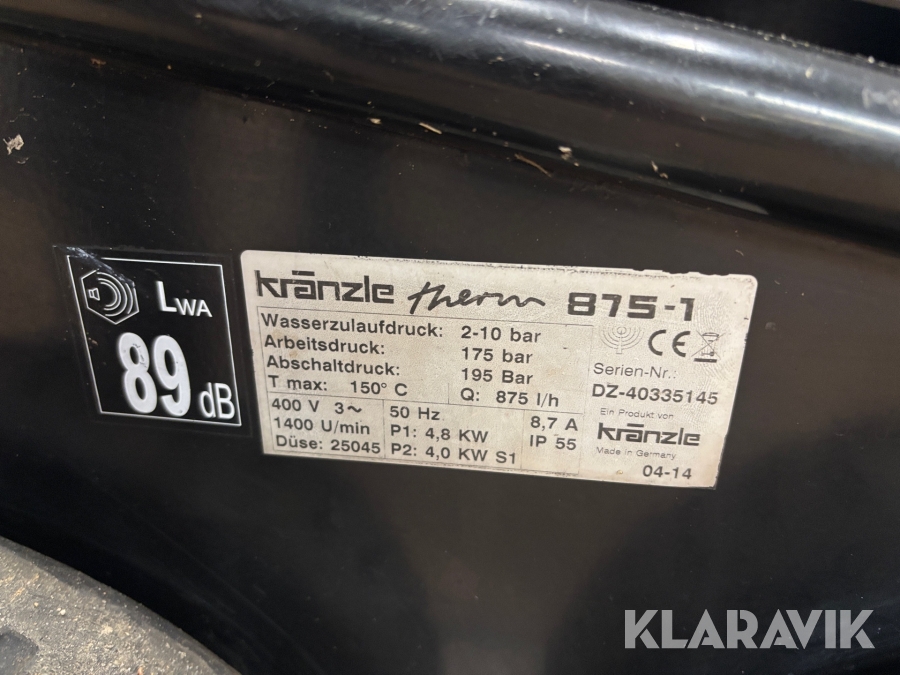 LWA
89 dB
kränzle therm 875-1
Wasserzulaufdruck: 2-10 bar
Arbeitsdruck: 175 bar
Abschaltdruck: 195 Bar
T max: 150° C Q: 875 l/h
400 V 3~ 50 Hz 8,7 A
1400 U/min P1: 4,8 KW IP 55
Düse: 25045 P2: 4,0 KW S1
CE
Serien-Nr.:
DZ-40335145
Ein Produkt von
kränzle
Made in Germany
04-14
KLARAVIK